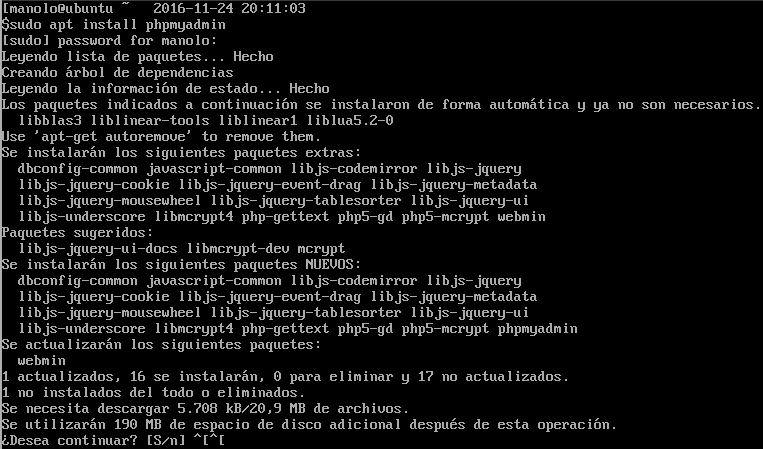 [manolo@ubuntu ~   2016-11-24 20:11:03
$sudo apt install phpmyadmin
[sudo] password for manolo:
Leyendo lista de paquetes... Hecho
Creando árbol de dependencias
Leyendo la información de estado... Hecho
Los paquetes indicados a continuación se instalaron de forma automática y ya no son necesarios.
  libblas3 liblinear-tools liblinear1 liblua5.2-0
Use 'apt-get autoremove' to remove them.
Se instalarán los siguientes paquetes extras:
  dbconfig-common javascript-common libjs-codemirror libjs-jquery
  libjs-jquery-cookie libjs-jquery-event-drag libjs-jquery-metadata
  libjs-jquery-mousewheel libjs-jquery-tablesorter libjs-jquery-ui
  libjs-underscore libmcrypt4 php-gettext php5-gd php5-mcrypt webmin
Paquetes sugeridos:
  libjs-jquery-ui-docs libmcrypt-dev mcrypt
Se instalarán los siguientes paquetes NUEVOS:
  dbconfig-common javascript-common libjs-codemirror libjs-jquery
  libjs-jquery-cookie libjs-jquery-event-drag libjs-jquery-metadata
  libjs-jquery-mousewheel libjs-jquery-tablesorter libjs-jquery-ui
  libjs-underscore libmcrypt4 php-gettext php5-gd php5-mcrypt phpmyadmin
Se actualizarán los siguientes paquetes:
  webmin
1 actualizados, 16 se instalarán, 0 para eliminar y 17 no actualizados.
1 no instalados del todo o eliminados.
Se necesita descargar 5.708 kB/20,9 MB de archivos.
Se utilizarán 190 MB de espacio de disco adicional después de esta operación.
¿Desea continuar? [S/n] ^[^[